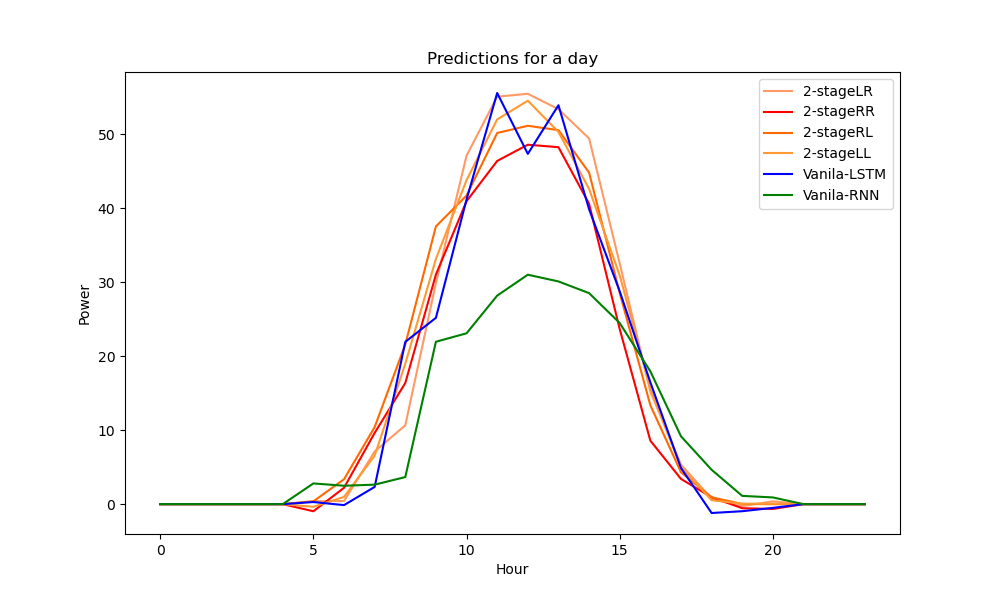 Predictions for a day
2-stageLR
2-stageRR
2-stageRL
2-stageLL
Vanila-LSTM
Vanila-RNN
Power
50
40
30
20
10
0
0 5 10 15 20
Hour